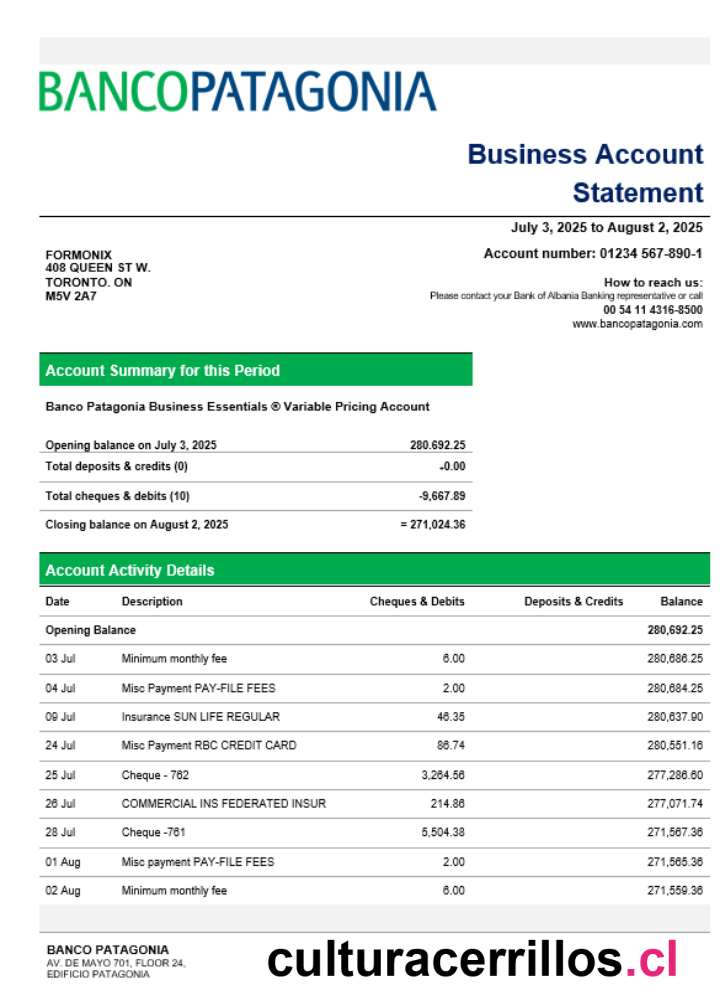 BANCOPATAGONIA
Business Account
Statement
July 3, 2025 to August 2, 2025
Account number: 01234 567-890-1
FORMONIX
408 QUEEN ST W.
TORONTO. ON
M5V 2A7
How to reach us:
Please contact your Bank of Albania Banking representative or call
00 54 11 4316-8500
www.bancopatagonia.com
Account Summary for this Period
Banco Patagonia Business Essentials ® Variable Pricing Account
Opening balance on July 3, 2025 280.692.25
Total deposits & credits (0) -0.00
Total cheques & debits (10) -9,667.89
Closing balance on August 2, 2025 = 271,024.36
Account Activity Details
Date Description Cheques & Debits Deposits & Credits Balance
Opening Balance 280,692.25
03 Jul Minimum monthly fee 6.00 280,686.25
04 Jul Misc Payment PAY-FILE FEES 2.00 280,684.25
09 Jul Insurance SUN LIFE REGULAR 46.35 280,637.90
24 Jul Misc Payment RBC CREDIT CARD 86.74 280,551.16
25 Jul Cheque - 762 3,264.56 277,286.60
26 Jul COMMERCIAL INS FEDERATED INSUR 214.86 277,071.74
28 Jul Cheque -761 5,504.38 271,567.36
01 Aug Misc payment PAY-FILE FEES 2.00 271,565.36
02 Aug Minimum monthly fee 6.00 271,559.36
BANCO PATAGONIA
AV. DE MAYO 701, FLOOR 24,
EDIFICIO PATAGONIA
culturacerrillos.cl